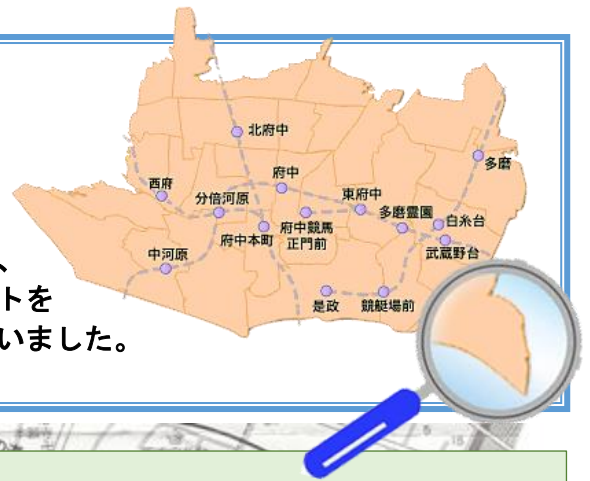 北府中
多磨
府中
西府
東府中
分倍河原
多磨霊園
白糸台
府中本町
府中競馬
正門前
武蔵野台
中河原
是政
競艇場前
、
トを
いました。